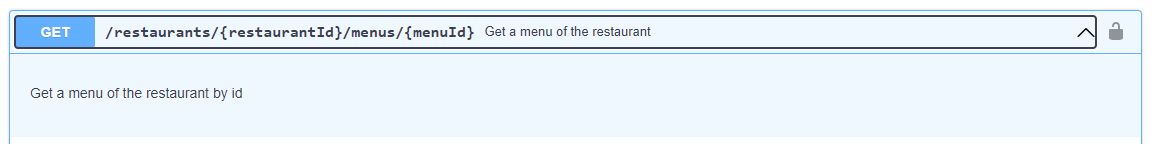 GET /restaurants/{restaurantId}/menus/{menuId} Get a menu of the restaurant
Get a menu of the restaurant by id